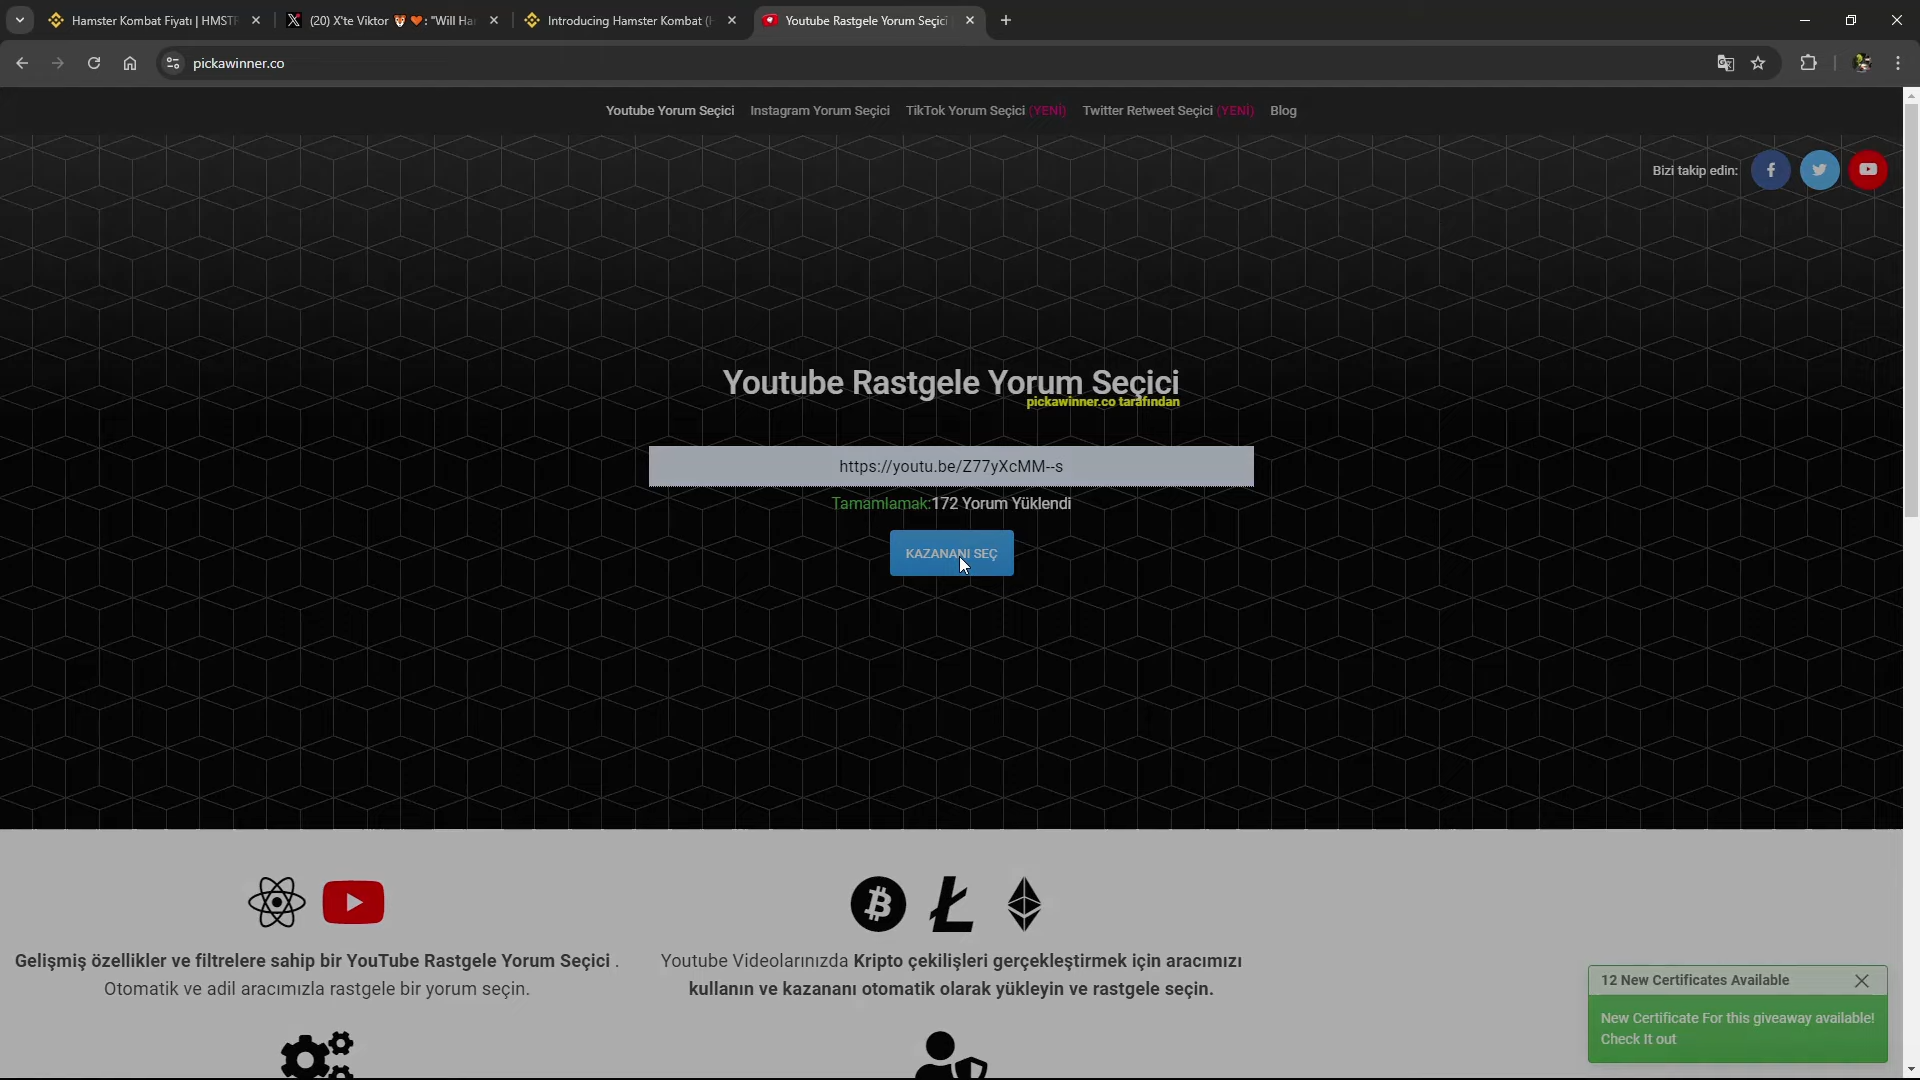 Hamster Kombat Fiyatı | HMSTR
(20) X'te Viktor 🐯 🧡: "Will Ha
Introducing Hamster Kombat (H
Youtube Rastgele Yorum Seçici
pickawinner.co
Youtube Yorum Seçici
Instagram Yorum Seçici
TikTok Yorum Seçici (YENİ)
Twitter Retweet Seçici (YENİ)
Blog
Bizi takip edin:
Youtube Rastgele Yorum Seçici
pickawinner.co tarafından
https://youtu.be/Z77yXcMM--s
Tamamlamak:172 Yorum Yüklendi
KAZANANI SEÇ
Gelişmiş özellikler ve filtrelere sahip bir YouTube Rastgele Yorum Seçici .
Otomatik ve adil aracımızla rastgele bir yorum seçin.
Youtube Videolarınızda Kripto çekilişleri gerçekleştirmek için aracımızı
kullanın ve kazananı otomatik olarak yükleyin ve rastgele seçin.
12 New Certificates Available
New Certificate For this giveaway available!
Check It out